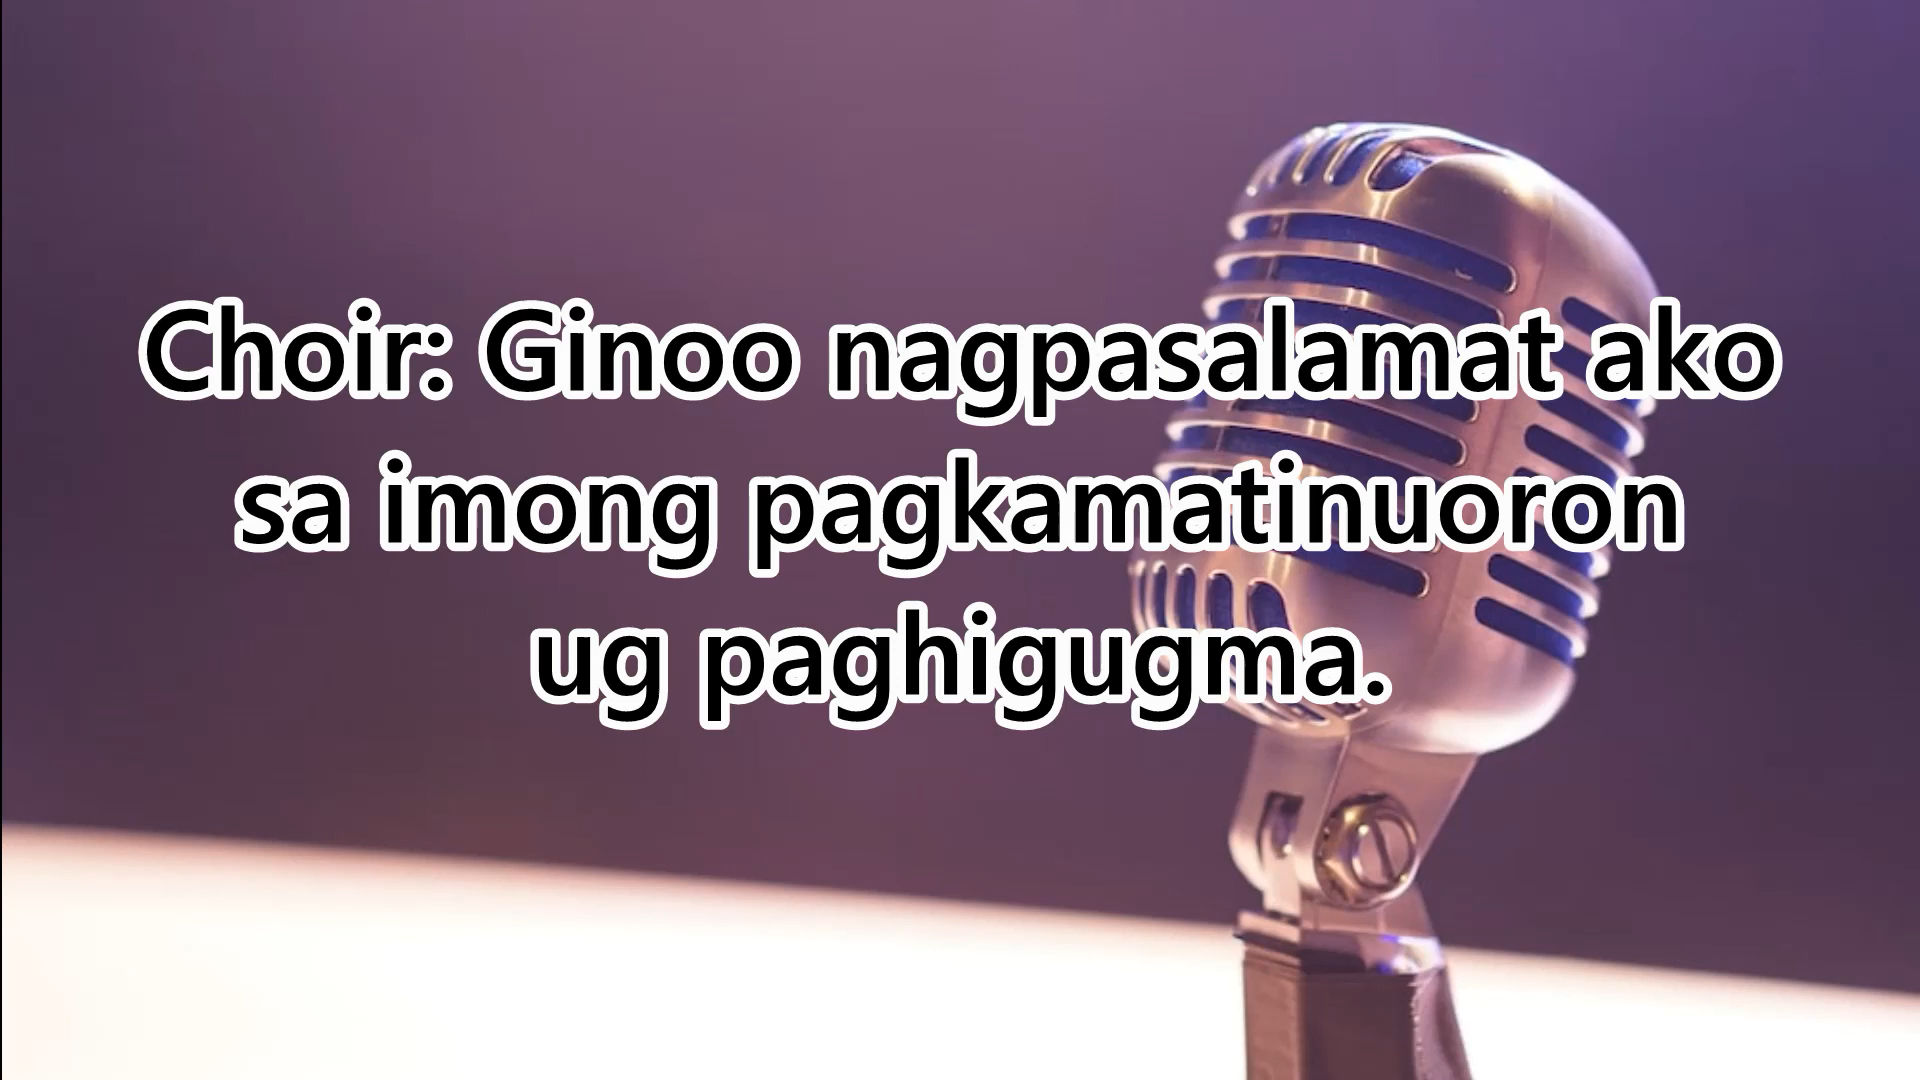 Choir: Ginoo nagpasalamat ako
sa imong pagkamatinuoron
ug paghigugma.